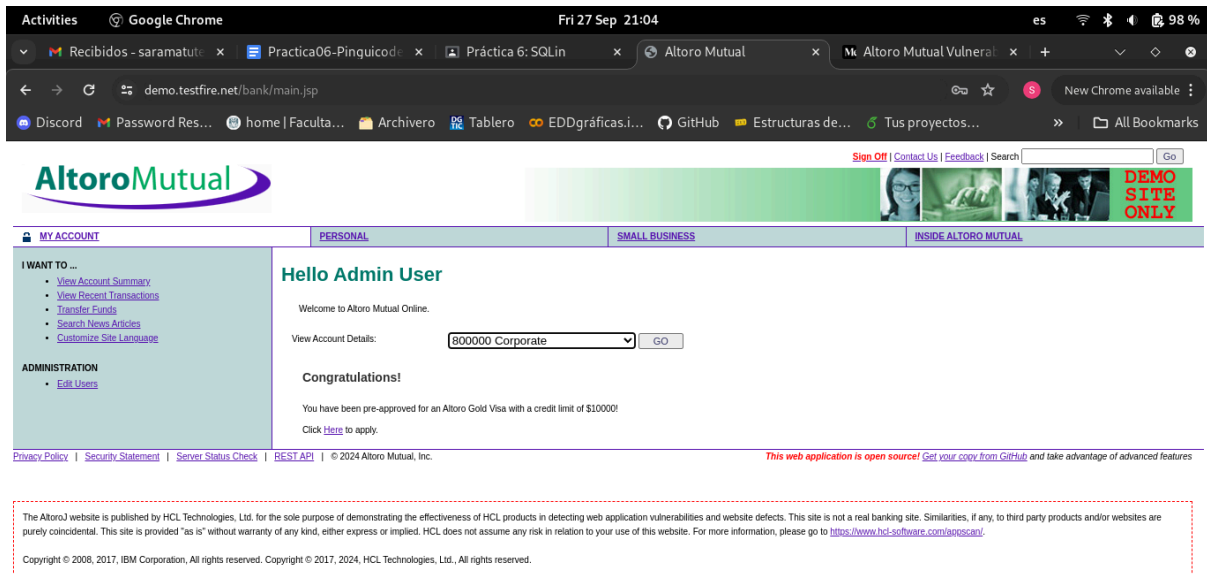 Activities Google Chrome Fri 27 Sep 21:04 es 98 %
Recibidos - saramatute Practica06-Pinguicode Práctica 6: SQLin Altoro Mutual Altoro Mutual Vulnerab
demo.testfire.net/bank/main.jsp S New Chrome available
Discord Password Res... home | Faculta... Archivero Tablero EDDgráficas.i... GitHub Estructuras de... Tus proyectos... » All Bookmarks
Sign Off | Contact Us | Feedback | Search Go
AltoroMutual
DEMO
SITE
ONLY
MY ACCOUNT PERSONAL SMALL BUSINESS INSIDE ALTORO MUTUAL
I WANT TO ...
• View Account Summary
• View Recent Transactions
• Transfer Funds
• Search News Articles
• Customize Site Language
ADMINISTRATION
• Edit Users
Hello Admin User
Welcome to Altoro Mutual Online.
View Account Details: 800000 Corporate GO
Congratulations!
You have been pre-approved for an Altoro Gold Visa with a credit limit of $10000!
Click Here to apply.
Privacy Policy | Security Statement | Server Status Check | REST API | © 2024 Altoro Mutual, Inc. This web application is open source! Get your copy from GitHub and take advantage of advanced features
The AltoroJ website is published by HCL Technologies, Ltd. for the sole purpose of demonstrating the effectiveness of HCL products in detecting web application vulnerabilities and website defects. This site is not a real banking site. Similarities, if any, to third party products and/or websites are
purely coincidental. This site is provided "as is" without warranty of any kind, either express or implied. HCL does not assume any risk in relation to your use of this website. For more information, please go to https://www.hcl-software.com/appscan/.
Copyright © 2008, 2017, IBM Corporation, All rights reserved. Copyright © 2017, 2024, HCL Technologies, Ltd., All rights reserved.